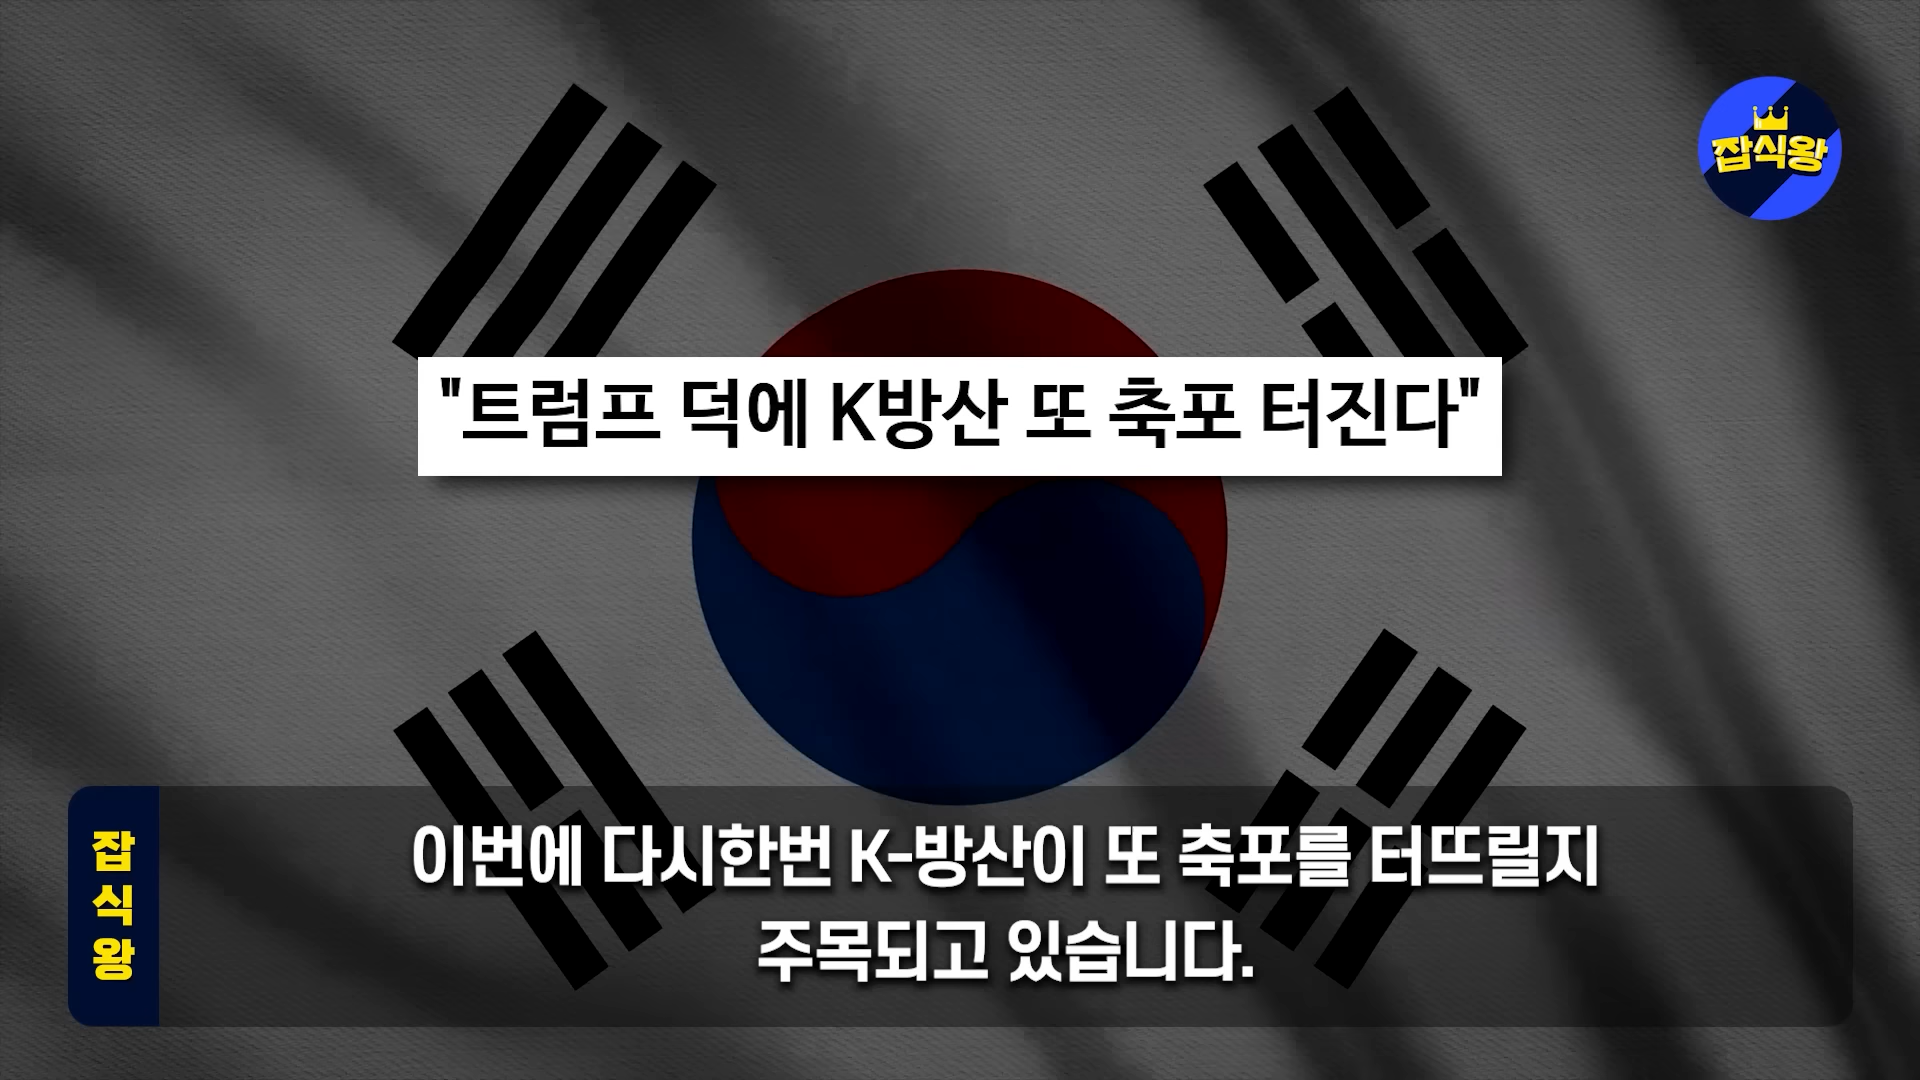 잡식왕
"트럼프 덕에 K방산 또 축포 터진다"
잡식왕
이번에 다시한번 K-방산이 또 축포를 터뜨릴지
주목되고 있습니다.